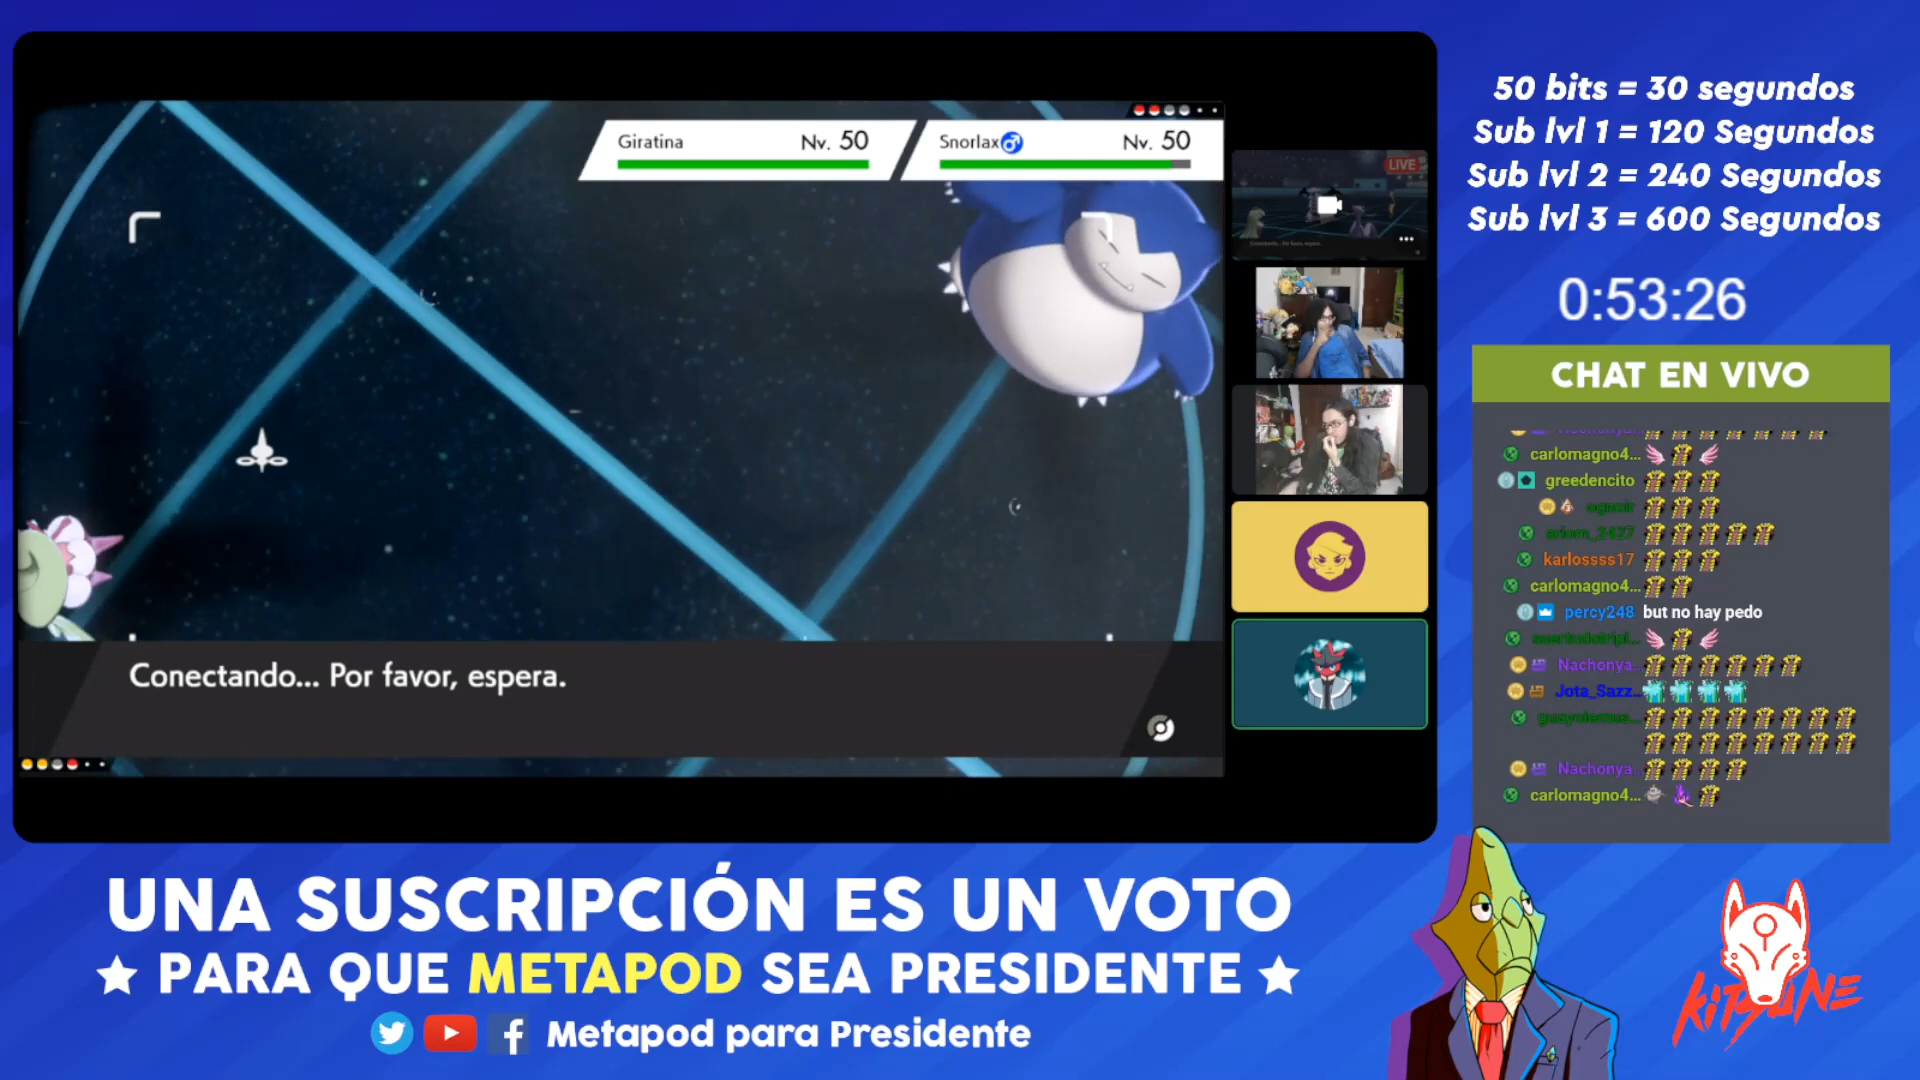 Giratina Nv. 50
Snorlax Nv. 50
LIVE
Conectando... Por favor, espera.
50 bits = 30 segundos
Sub lvl 1 = 120 Segundos
Sub lvl 2 = 240 Segundos
Sub lvl 3 = 600 Segundos
0:53:26
CHAT EN VIVO
carlomagno4...
greedencito
karlossss17
carlomagno4...
percy248 but no hay pedo
Nachonya...
Jota_Sazz...
Nachonya...
carlomagno4...
UNA SUSCRIPCIÓN ES UN VOTO
PARA QUE METAPOD SEA PRESIDENTE
Metapod para Presidente
KITSUNE